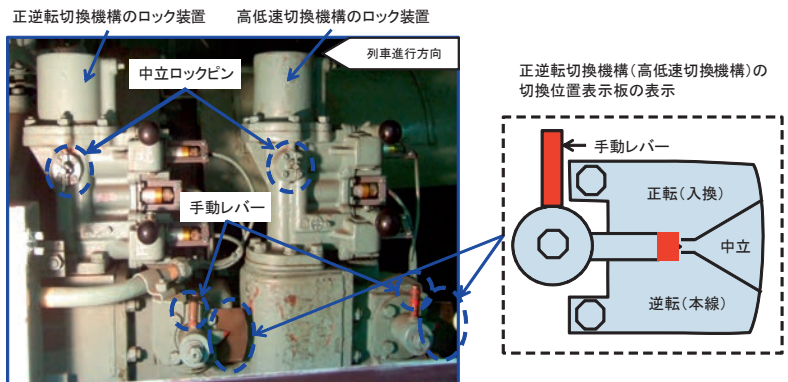 正逆転切換機構のロック装置
高低速切換機構のロック装置
列車進行方向
中立ロックピン
手動レバー
正逆転切換機構(高低速切換機構)の
切換位置表示板の表示
手動レバー
正転(入換)
中立
逆転(本線)